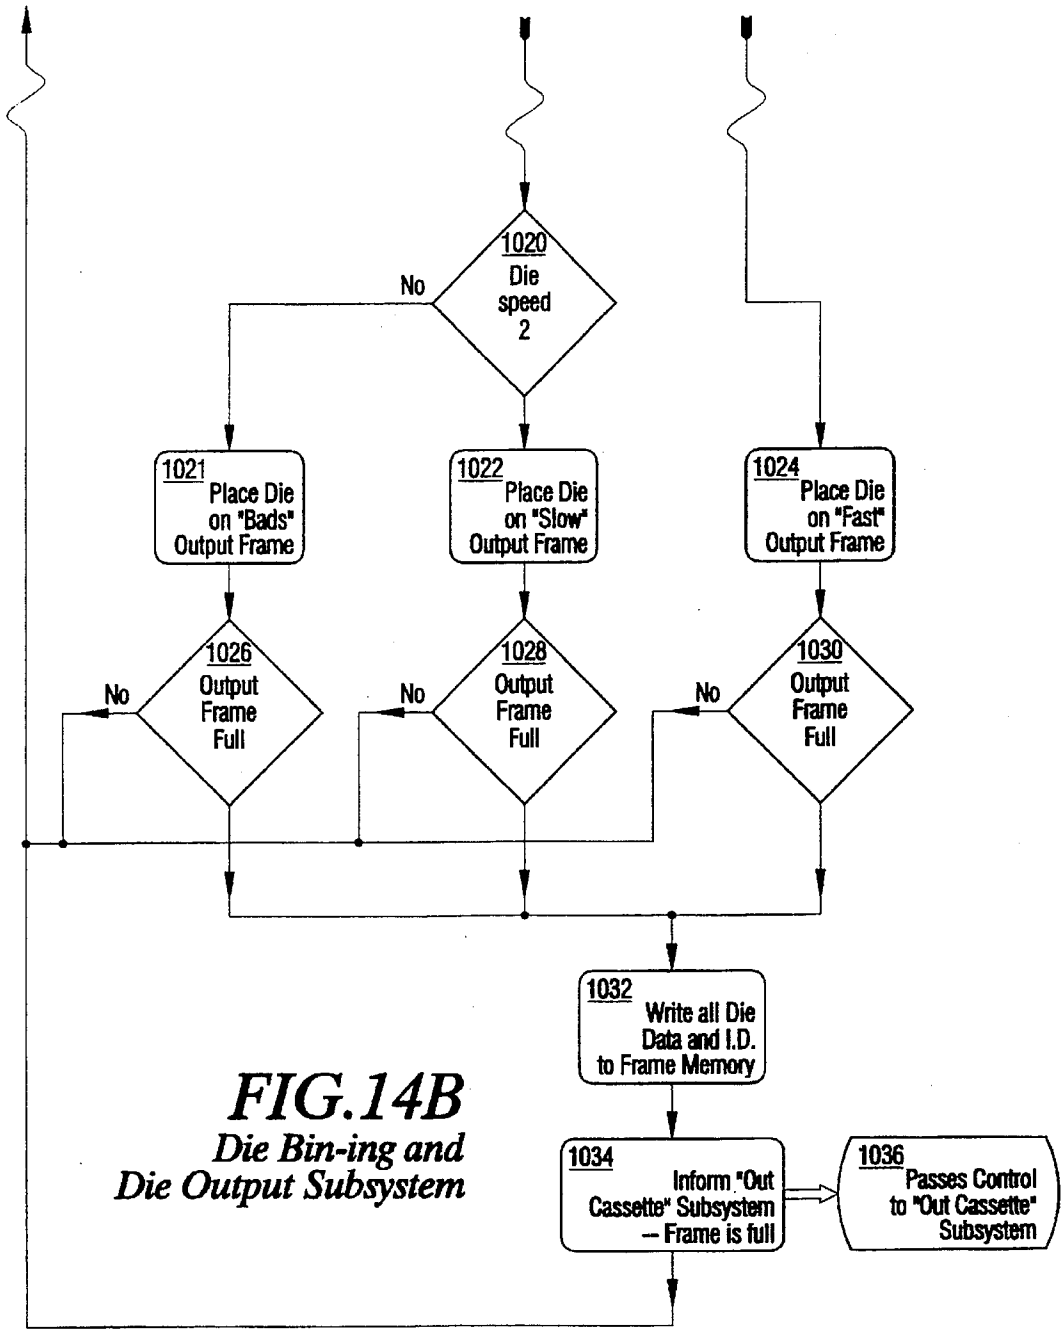 1020
Die
speed
2
No
1021
Place Die
on "Bads"
Output Frame
1022
Place Die
on "Slow"
Output Frame
1024
Place Die
on "Fast"
Output Frame
1026
Output
Frame
Full
No
1028
Output
Frame
Full
No
1030
Output
Frame
Full
No
1032
Write all Die
Data and I.D.
to Frame Memory
1034
Inform "Out
Cassette" Subsystem
— Frame is full
1036
Passes Control
to "Out Cassette"
Subsystem
FIG.14B
Die Bin-ing and
Die Output Subsystem